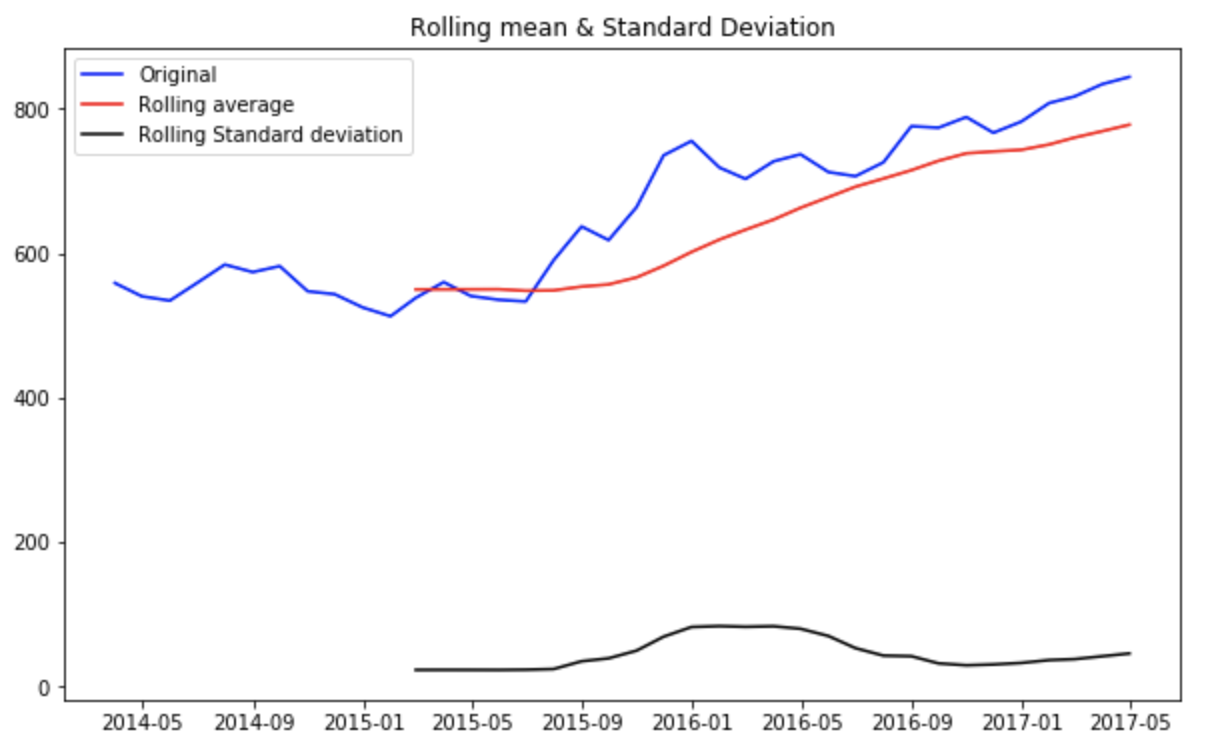 Rolling mean & Standard Deviation
Original
Rolling average
Rolling Standard deviation
800
600
400
200
0
2014-05 2014-09 2015-01 2015-05 2015-09 2016-01 2016-05 2016-09 2017-01 2017-05